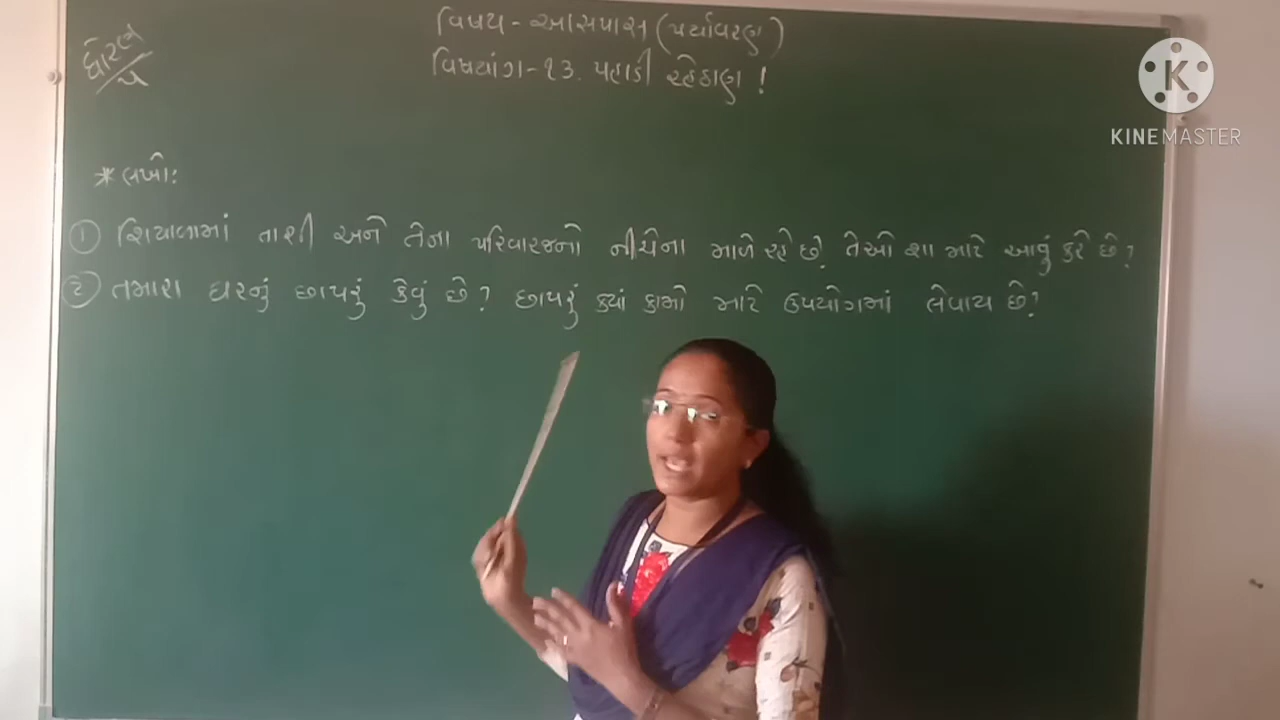 ધોરણ
૫
વિષય - આસપાસ (પર્યાવરણ)
વિષયાંગ - ૧૩. પહાડી રહેઠાણ !
* લખો:
① શિયાળામાં તાશી અને તેના પરિવારજનો નીચેના માળે રહે છે. તેઓ શા માટે આવું કરે છે?
② તમારા ઘરનું છાપરું કેવું છે? છાપરું ક્યાં કામો માટે ઉપયોગમાં લેવાય છે?
K
KINEMASTER